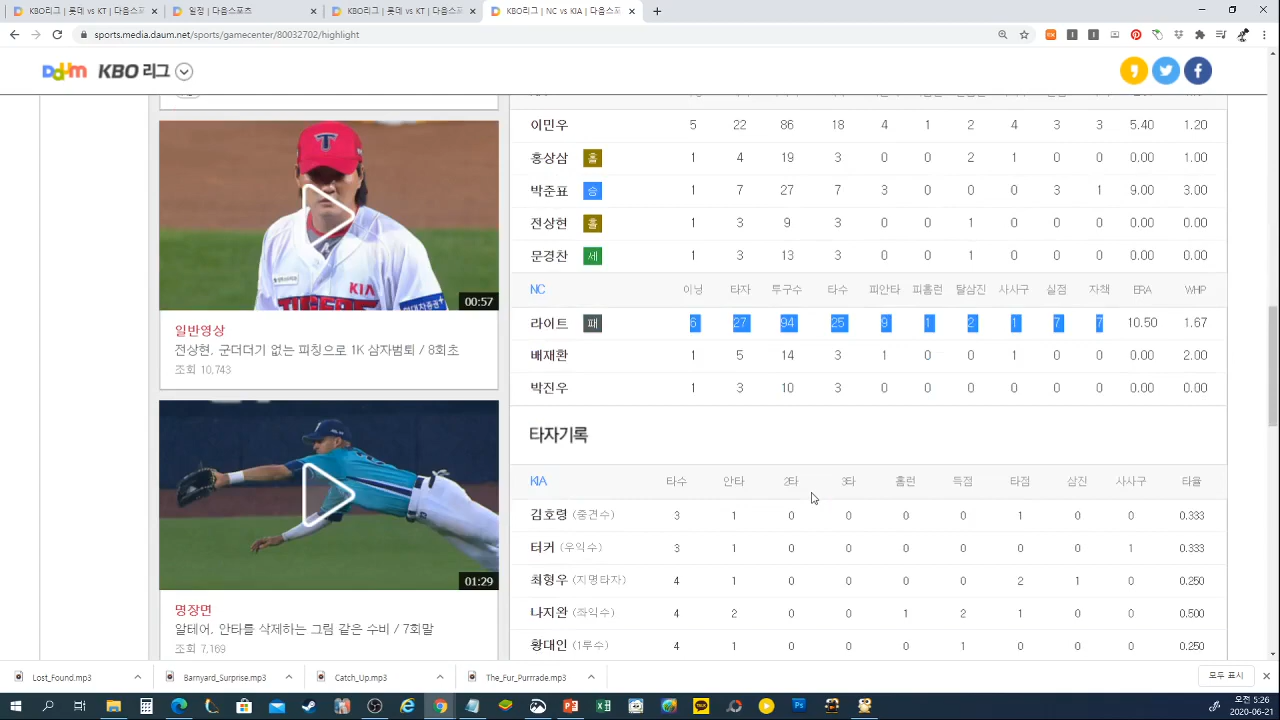 KBO리그 | 롯데 vs KT | 다음스포
일정 | 다음스포츠
KBO리그 | 롯데 vs KT | 다음스포
KBO리그 | NC vs KIA | 다음스포
sports.media.daum.net/sports/gamecenter/80032702/highlight
Daum KBO 리그
이민우 5 22 86 18 4 1 2 4 3 3 5.40 1.20
홍상삼 홀 1 4 19 3 0 0 2 1 0 0 0.00 1.00
박준표 승 1 7 27 7 3 0 0 0 3 1 9.00 3.00
전상현 홀 1 3 9 3 0 0 1 0 0 0 0.00 0.00
문경찬 세 1 3 13 3 0 0 1 0 0 0 0.00 0.00
NC 이닝 타자 투구수 타수 피안타 피홈런 탈삼진 사사구 실점 자책 ERA WHP
라이트 패 6 27 94 25 9 1 2 1 7 7 10.50 1.67
배재환 1 5 14 3 1 0 0 1 0 0 0.00 2.00
박진우 1 3 10 3 0 0 0 0 0 0 0.00 0.00
KIA
TIGERS
00:57
일반영상
전상현, 군더더기 없는 피칭으로 1K 삼자범퇴 / 8회초
조회 10,743
01:29
명장면
알테어, 안타를 삭제하는 그림 같은 수비 / 7회말
조회 7,169
타자기록
KIA 타수 안타 2타 3타 홈런 득점 타점 삼진 사사구 타율
김호령 (중견수) 3 1 0 0 0 0 1 0 0 0.333
터커 (우익수) 3 1 0 0 0 0 0 0 1 0.333
최형우 (지명타자) 4 1 0 0 0 0 2 1 0 0.250
나지완 (좌익수) 4 2 0 0 1 2 1 0 0 0.500
황대인 (1루수) 4 1 0 0 0 1 0 0 0 0.250
Lost_Found.mp3
Barnyard_Surprise.mp3
Catch_Up.mp3
The_Fur_Purrrade.mp3
모두 표시
오전 5:26
2020-06-21